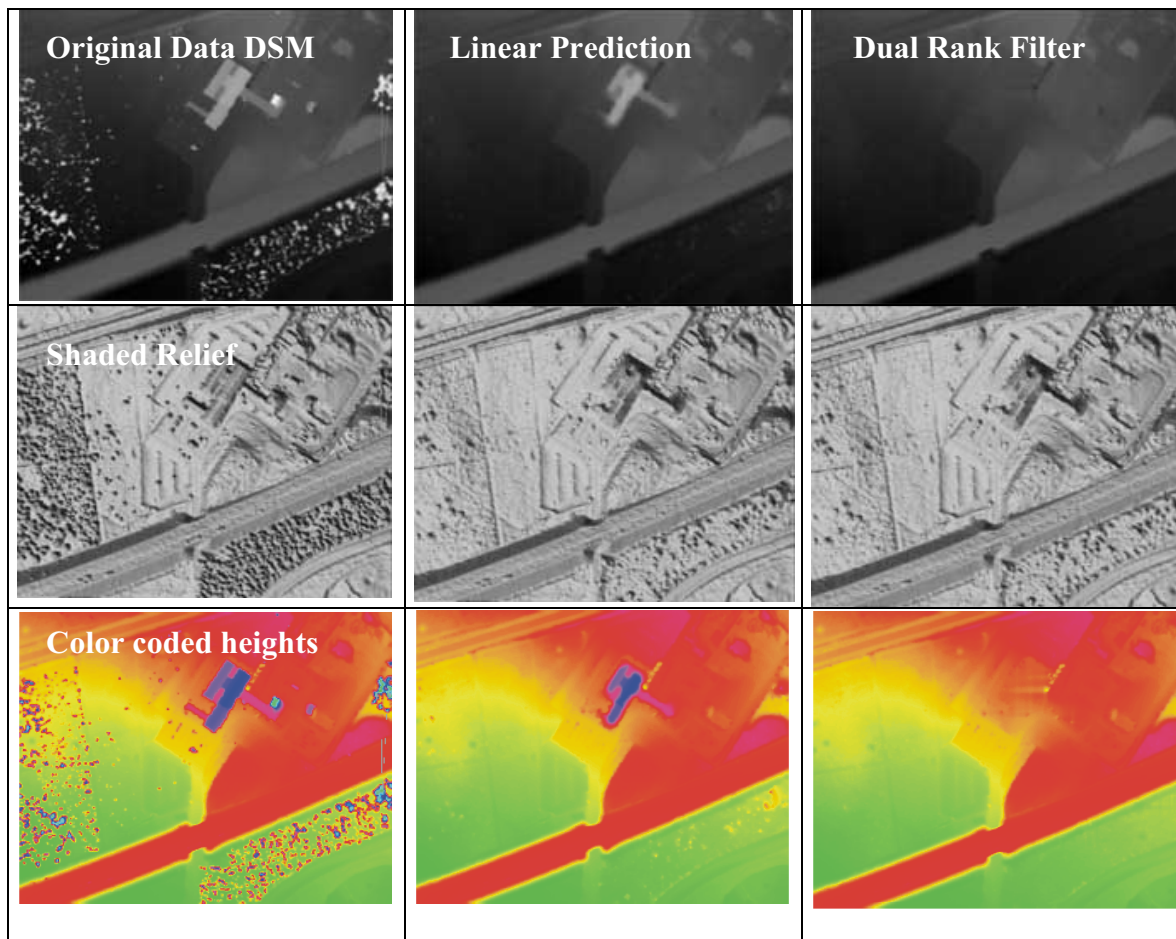 Original Data DSM
Linear Prediction
Dual Rank Filter
Shaded Relief
Color coded heights